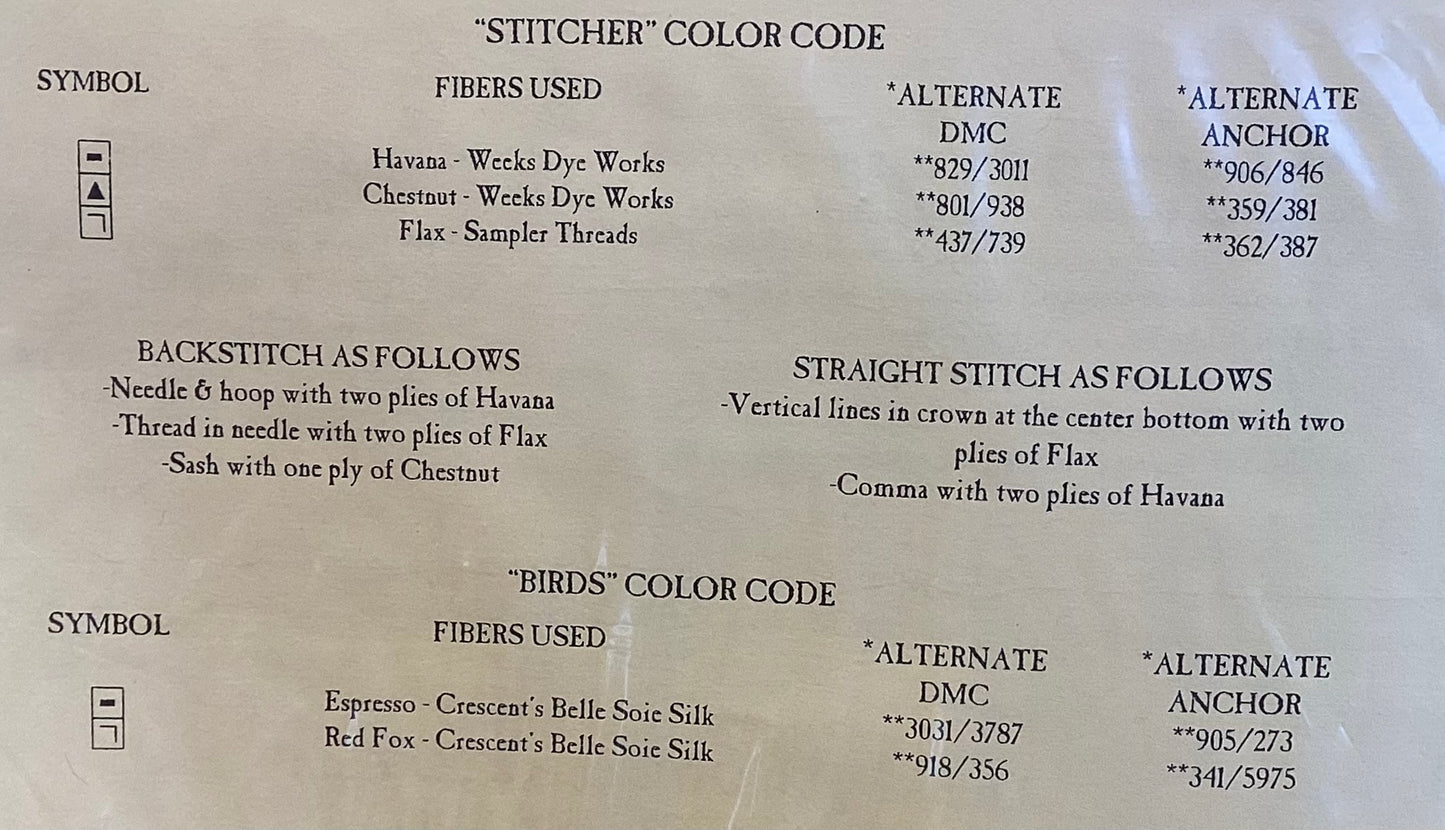 “STITCHER” COLOR CODE
SYMBOL FIBERS USED *ALTERNATE DMC *ALTERNATE ANCHOR
Havana - Weeks Dye Works **829/3011 **906/846
Chestnut - Weeks Dye Works **801/938 **359/381
Flax - Sampler Threads **437/739 **362/387
BACKSTITCH AS FOLLOWS
-Needle & hoop with two plies of Havana
-Thread in needle with two plies of Flax
-Sash with one ply of Chestnut
STRAIGHT STITCH AS FOLLOWS
-Vertical lines in crown at the center bottom with two
plies of Flax
-Comma with two plies of Havana
“BIRDS” COLOR CODE
SYMBOL FIBERS USED *ALTERNATE DMC *ALTERNATE ANCHOR
Espresso - Crescent's Belle Soie Silk **3031/3787 **905/273
Red Fox - Crescent's Belle Soie Silk **918/356 **341/5975